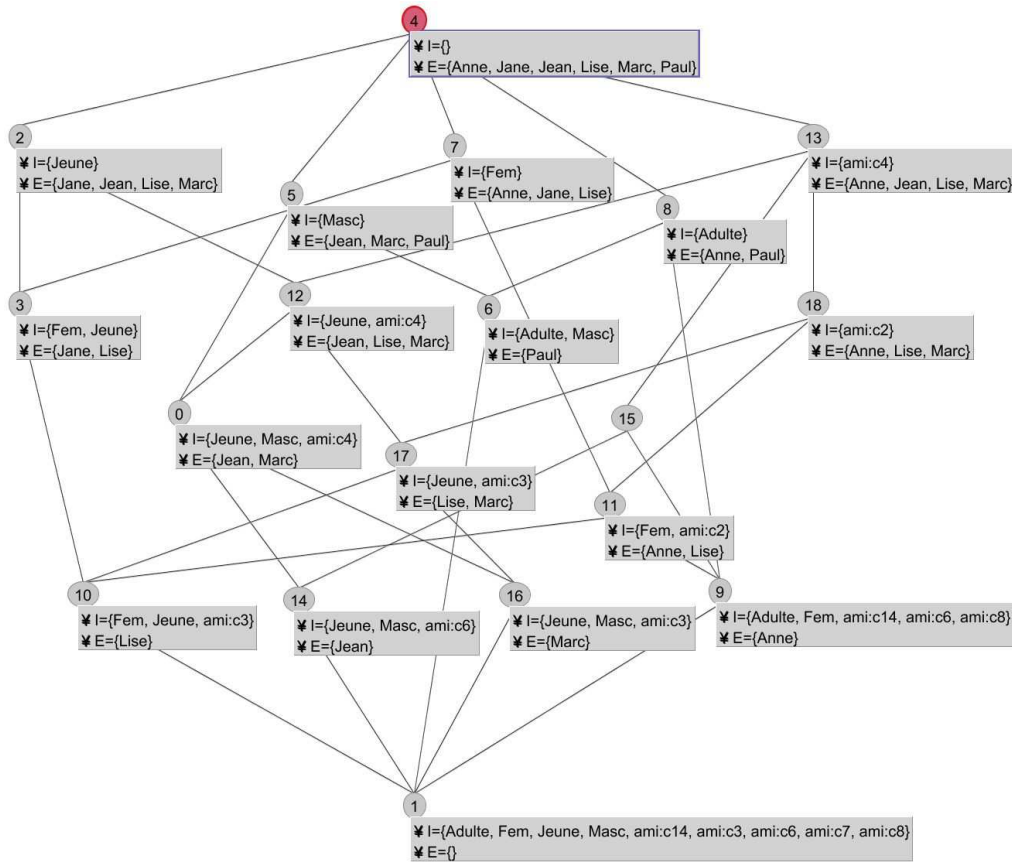 4
¥ I={}
¥ E={Anne, Jane, Jean, Lise, Marc, Paul}
2
¥ I={Jeune}
¥ E={Jane, Jean, Lise, Marc}
7
¥ I={Fem}
¥ E={Anne, Jane, Lise}
13
¥ I={ami:c4}
¥ E={Anne, Jean, Lise, Marc}
5
¥ I={Masc}
¥ E={Jean, Marc, Paul}
8
¥ I={Adulte}
¥ E={Anne, Paul}
3
¥ I={Fem, Jeune}
¥ E={Jane, Lise}
12
¥ I={Jeune, ami:c4}
¥ E={Jean, Lise, Marc}
6
¥ I={Adulte, Masc}
¥ E={Paul}
18
¥ I={ami:c2}
¥ E={Anne, Lise, Marc}
0
¥ I={Jeune, Masc, ami:c4}
¥ E={Jean, Marc}
15
17
¥ I={Jeune, ami:c3}
¥ E={Lise, Marc}
11
¥ I={Fem, ami:c2}
¥ E={Anne, Lise}
10
¥ I={Fem, Jeune, ami:c3}
¥ E={Lise}
14
¥ I={Jeune, Masc, ami:c6}
¥ E={Jean}
16
¥ I={Jeune, Masc, ami:c3}
¥ E={Marc}
9
¥ I={Adulte, Fem, ami:c14, ami:c6, ami:c8}
¥ E={Anne}
1
¥ I={Adulte, Fem, Jeune, Masc, ami:c14, ami:c3, ami:c6, ami:c7, ami:c8}
¥ E={}